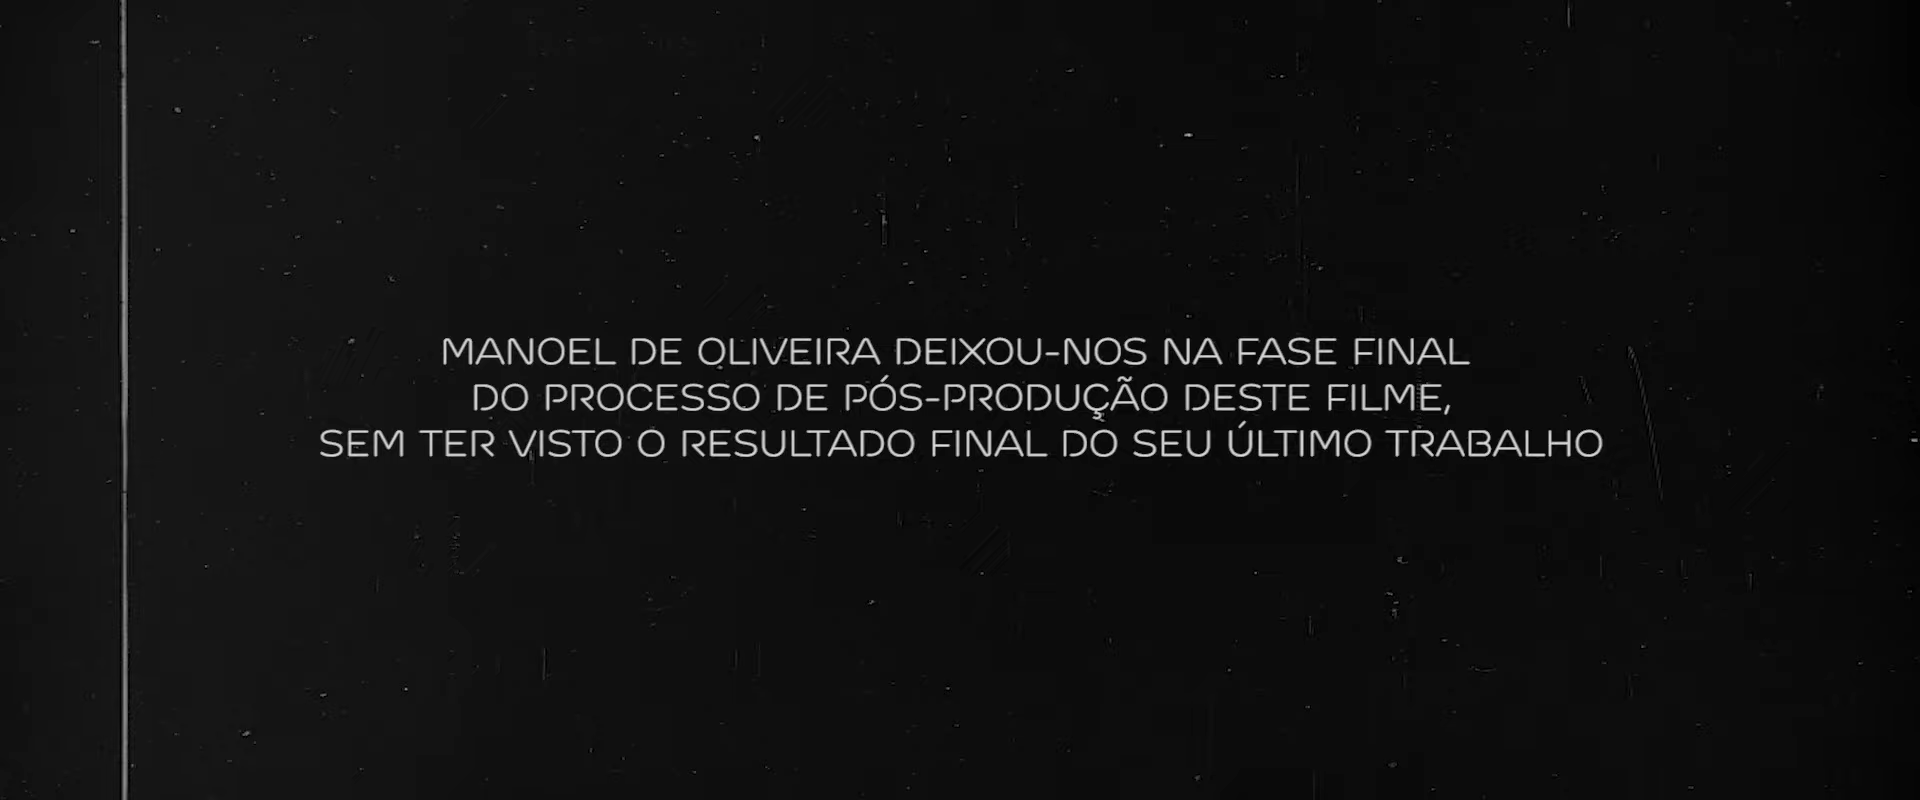 MANOEL DE OLIVEIRA DEIXOU-NOS NA FASE FINAL
DO PROCESSO DE PÓS-PRODUÇÃO DESTE FILME,
SEM TER VISTO O RESULTADO FINAL DO SEU ÚLTIMO TRABALHO